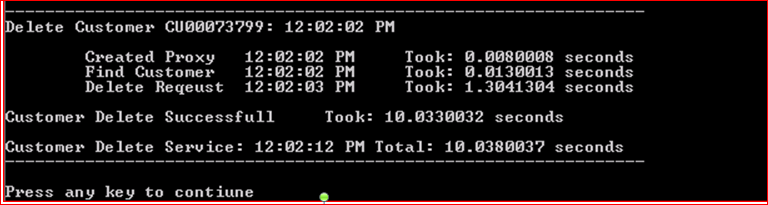 Delete Customer CU00073799: 12:02:02 PM
Created Proxy 12:02:02 PM Took: 0.0080008 seconds
Find Customer 12:02:02 PM Took: 0.0130013 seconds
Delete Reqeust 12:02:03 PM Took: 1.3041304 seconds
Customer Delete Successfull Took: 10.0330032 seconds
Customer Delete Service: 12:02:12 PM Total: 10.0380037 seconds
Press any key to contiune